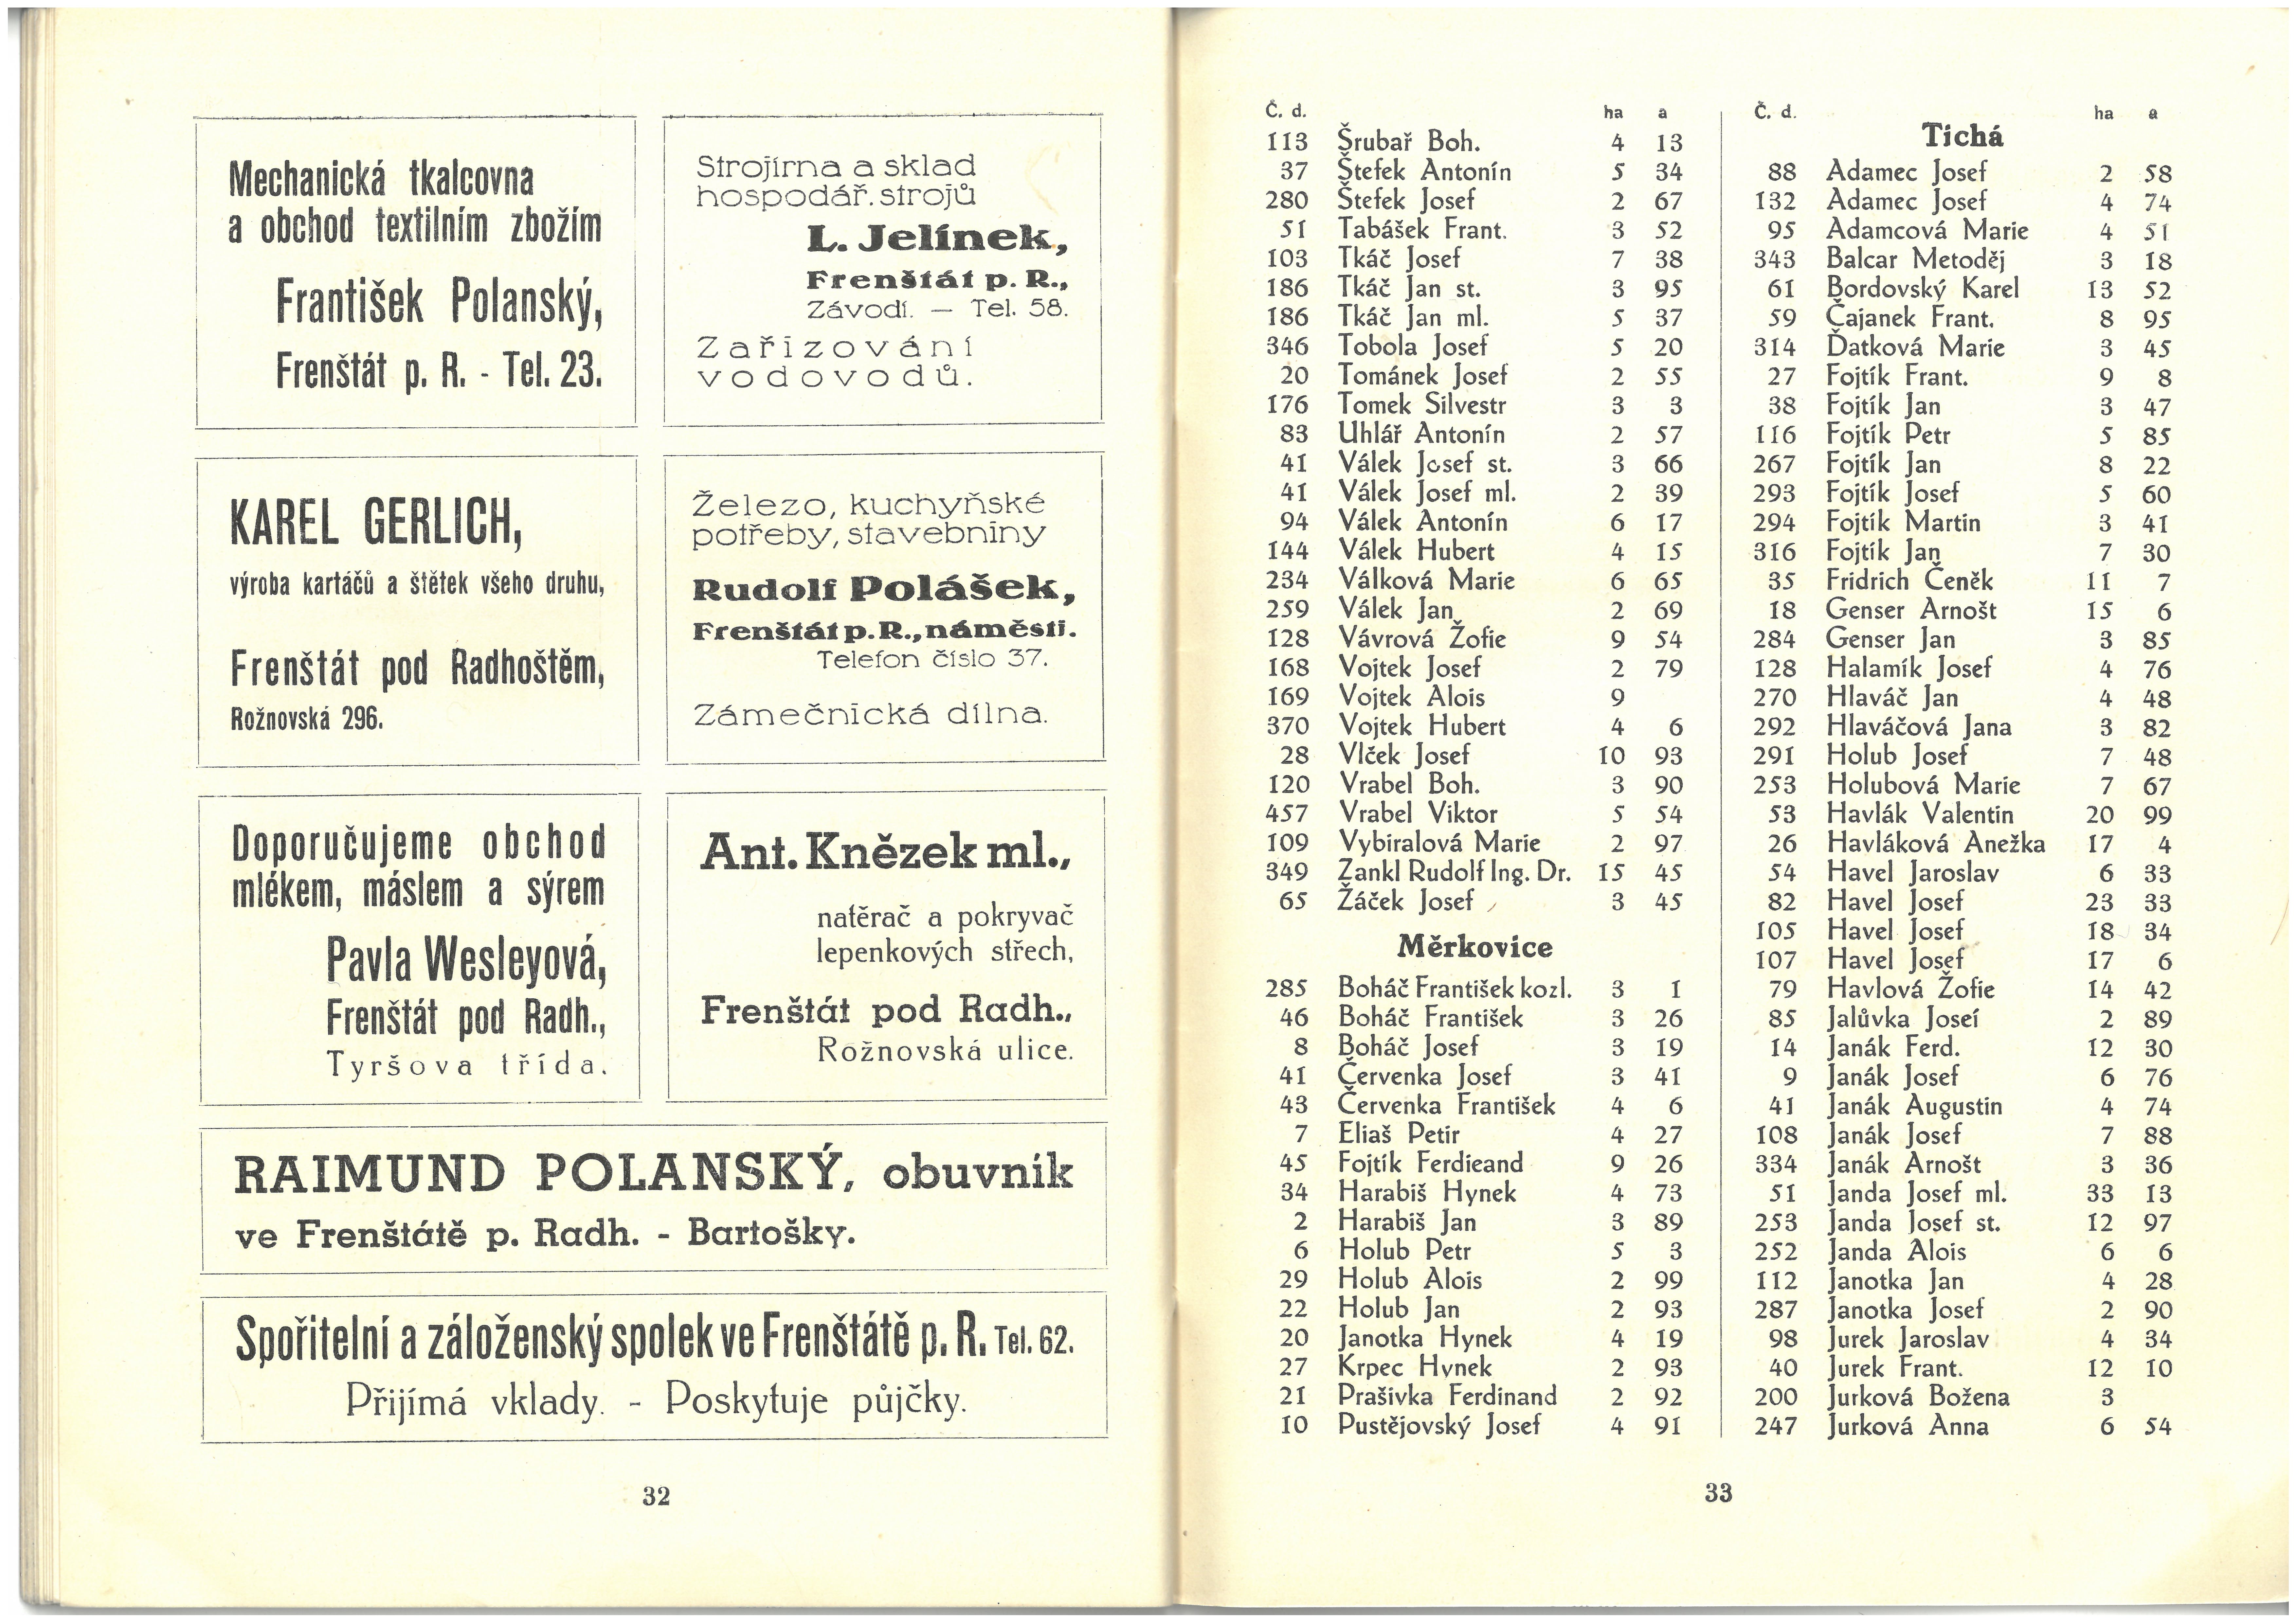 Mechanická tkalcovna
a obchod textilním zbožím
František Polanský,
Frenštát p. R. - Tel. 23.
Strojírna a sklad
hospodář. strojů
L. Jelínek,
Frenštát p. R.,
Závodí. — Tel. 58.
Zařizování
vodovodů.
KAREL GERLICH,
výroba kartáčů a štětek všeho druhu,
Frenštát pod Radhoštěm,
Rožnovská 296.
Železo, kuchyňské
potřeby, stavebniny
Rudolf Polášek,
Frenštát p. R., náměstí.
Telefon číslo 37.
Zámečnická dílna.
Doporučujeme obchod
mlékem, máslem a sýrem
Pavla Wesleyová,
Frenštát pod Radh.,
Tyršova třída.
Ant. Knězek ml.,
natěrač a pokryvač
lepenkových střech,
Frenštát pod Radh.,
Rožnovská ulice.
RAIMUND POLANSKÝ, obuvník
ve Frenštátě p. Radh. - Bartošky.
Spořitelní a záloženský spolek ve Frenštátě p. R. Tel. 62.
Přijímá vklady. - Poskytuje půjčky.
32
Č. d. ha a
113 Šrubař Boh. 4 13
37 Štefek Antonín 5 34
280 Štefek Josef 2 67
51 Tabášek Frant. 3 52
103 Tkáč Josef 7 38
186 Tkáč Jan st. 3 95
186 Tkáč Jan ml. 5 37
346 Tobola Josef 5 20
20 Tománek Josef 2 55
176 Tomek Silvestr 3 3
83 Uhlář Antonín 2 57
41 Válek Josef st. 3 66
41 Válek Josef ml. 2 39
94 Válek Antonín 6 17
144 Válek Hubert 4 15
234 Válková Marie 6 65
259 Válek Jan 2 69
128 Vávrová Žofie 9 54
168 Vojtek Josef 2 79
169 Vojtek Alois 9
370 Vojtek Hubert 4 6
28 Vlček Josef 10 93
120 Vrabel Boh. 3 90
457 Vrabel Viktor 5 54
109 Vybiralová Marie 2 97
349 Zankl Rudolf Ing. Dr. 15 45
65 Žáček Josef 3 45
Měrkovice
285 Boháč František kozl. 3 1
46 Boháč František 3 26
8 Boháč Josef 3 19
41 Červenka Josef 3 41
43 Červenka František 4 6
7 Eliaš Petir 4 27
45 Fojtík Ferdieand 9 26
34 Harabiš Hynek 4 73
2 Harabiš Jan 3 89
6 Holub Petr 5 3
29 Holub Alois 2 99
22 Holub Jan 2 93
20 Janotka Hynek 4 19
27 Krpec Hynek 2 93
21 Prašivka Ferdinand 2 92
10 Pustějovský Josef 4 91
Č. d. ha a
Tichá
88 Adamec Josef 2 58
132 Adamec Josef 4 74
95 Adamcová Marie 4 51
343 Balcar Metoděj 3 18
61 Bordovský Karel 13 52
59 Čajanek Frant. 8 95
314 Ďatková Marie 3 45
27 Fojtík Frant. 9 8
38 Fojtík Jan 3 47
116 Fojtík Petr 5 85
267 Fojtík Jan 8 22
293 Fojtík Josef 5 60
294 Fojtík Martin 3 41
316 Fojtík Jan 7 30
35 Fridrich Čeněk 11 7
18 Genser Arnošt 15 6
284 Genser Jan 3 85
128 Halamík Josef 4 76
270 Hlaváč Jan 4 48
292 Hlaváčová Jana 3 82
291 Holub Josef 7 48
253 Holubová Marie 7 67
53 Havlák Valentin 20 99
26 Havláková Anežka 17 4
54 Havel Jaroslav 6 33
82 Havel Josef 23 33
105 Havel Josef 18 34
107 Havel Josef 17 6
79 Havlová Žofie 14 42
85 Jalůvka Josef 2 89
14 Janák Ferd. 12 30
9 Janák Josef 6 76
41 Janák Augustin 4 74
108 Janák Josef 7 88
334 Janák Arnošt 3 36
51 Janda Josef ml. 33 13
253 Janda Josef st. 12 97
252 Janda Alois 6 6
112 Janotka Jan 4 28
287 Janotka Josef 2 90
98 Jurek Jaroslav 4 34
40 Jurek Frant. 12 10
200 Jurková Božena 3
247 Jurková Anna 6 54
33